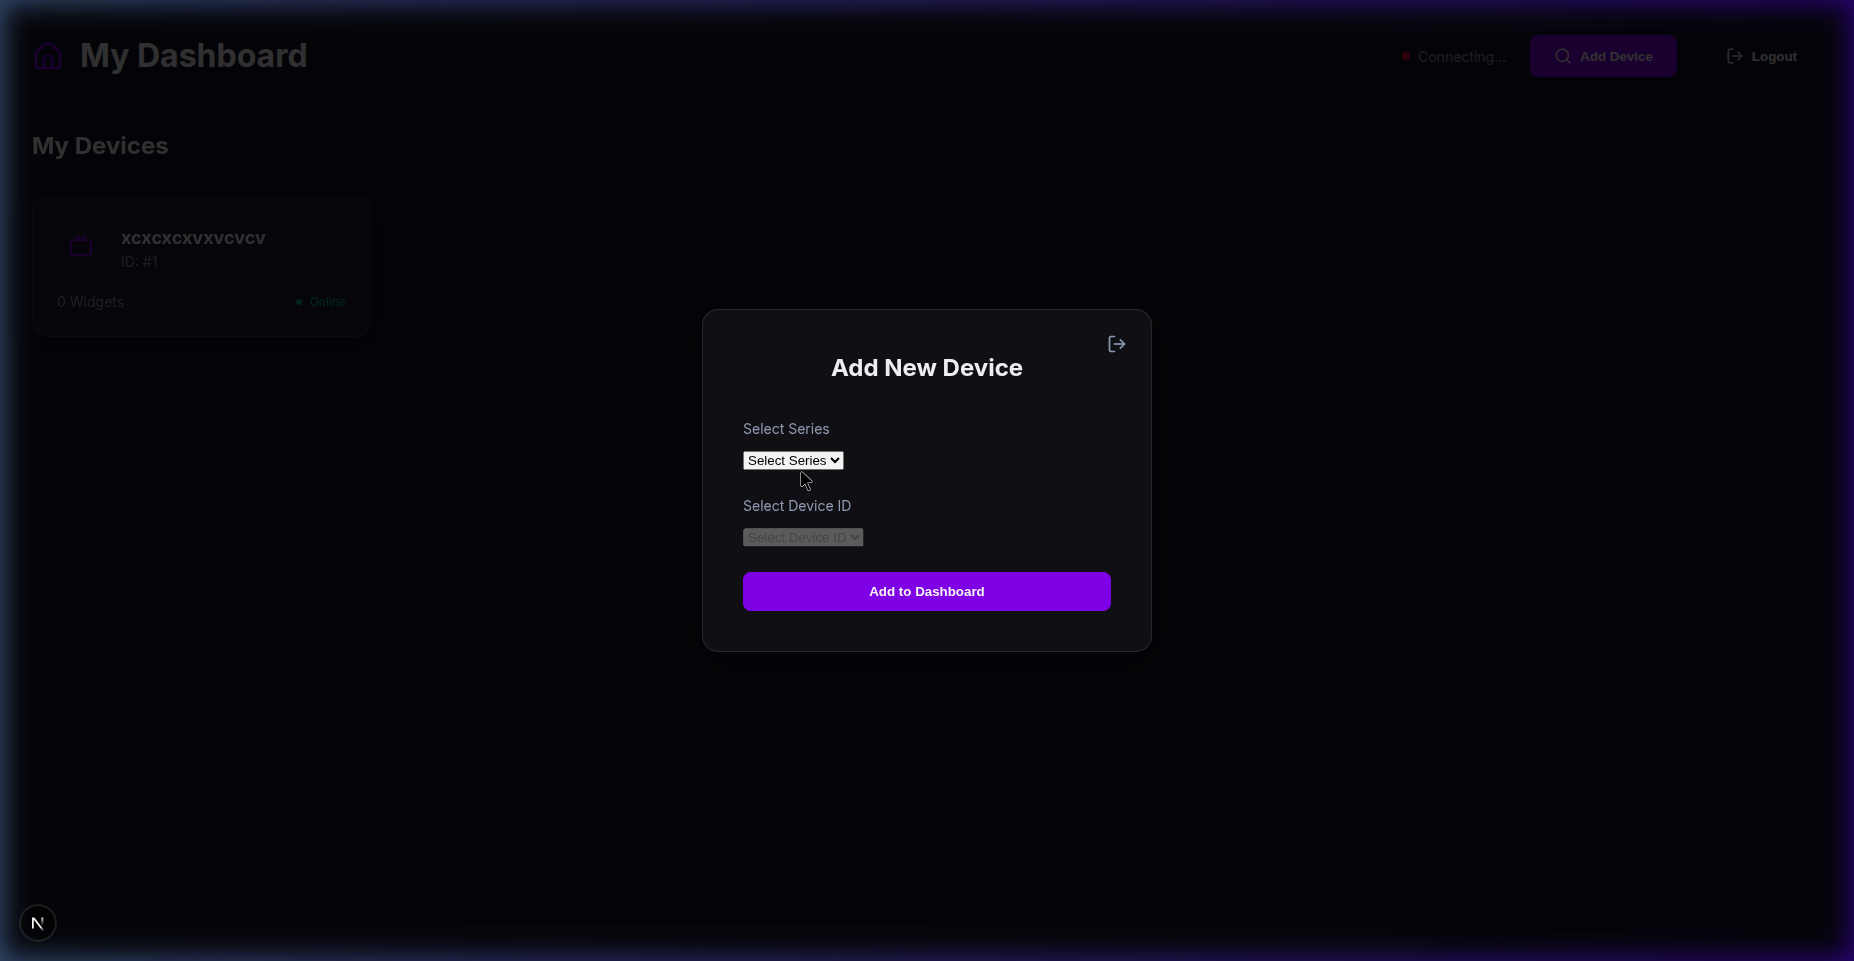 My Dashboard
Connecting...
Add Device
Logout
My Devices
xcxcxcxvxvcvcv
ID: #1
0 Widgets
Online
Add New Device
Select Series
Select Series
Select Device ID
Select Device ID
Add to Dashboard
N